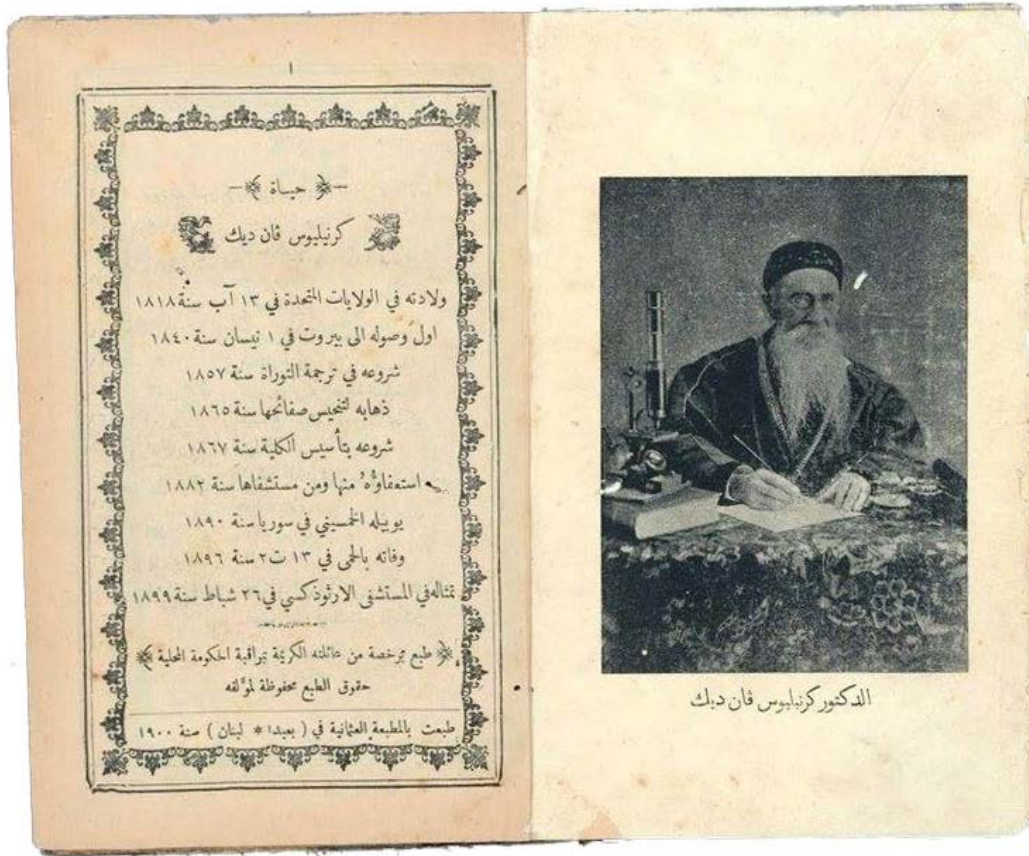 ١
حياة
كرنيليوس ڤان ديك
ولادته في الولايات المتحدة في ١٣ آب سنة ١٨١٨
اول وصوله الى بيروت في ١ نيسان سنة ١٨٤٠
شروعه في ترجمة التوراة سنة ١٨٥٧
ذهابه لتنحيس صفائحها سنة ١٨٦٥
شروعه بتأسيس الكلية سنة ١٨٦٧
استعفاؤُهُ منها ومن مستشفاها سنة ١٨٨٢
يوبيله الخمسيني في سوريا سنة ١٨٩٠
وفاته بالحمى في ١٣ ت٢ سنة ١٨٩٦
تمثاله في المستشفى الارثوذكسي في ٢٦ شباط سنة ١٨٩٩
طبع برخصة من عائلته الكريمة بمراقبة الحكومة المحلية
حقوق الطبع محفوظة لمؤلفه
طبعت بالمطبعة العثمانية في ( بعبدا * لبنان ) سنة ١٩٠٠
الدكتور كرنيليوس ڤان ديك